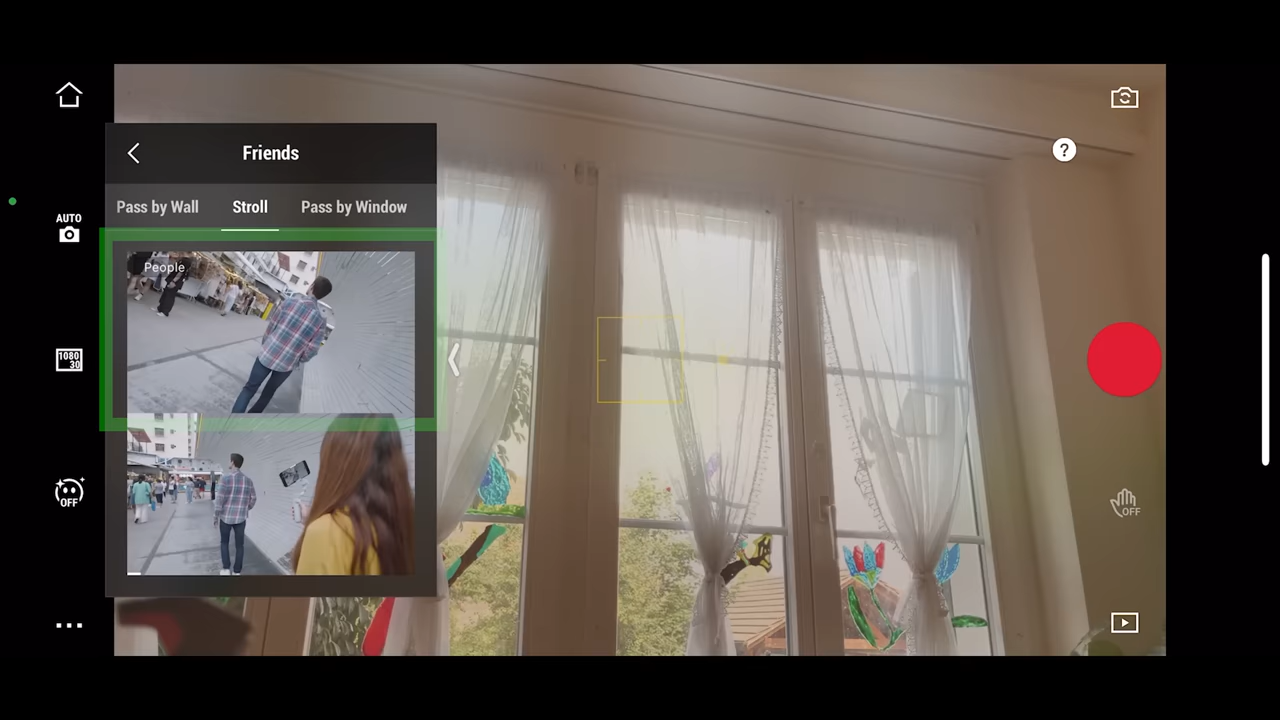 Friends
Pass by Wall
Stroll
Pass by Window
?
AUTO
People
1080
30
OFF
OFF